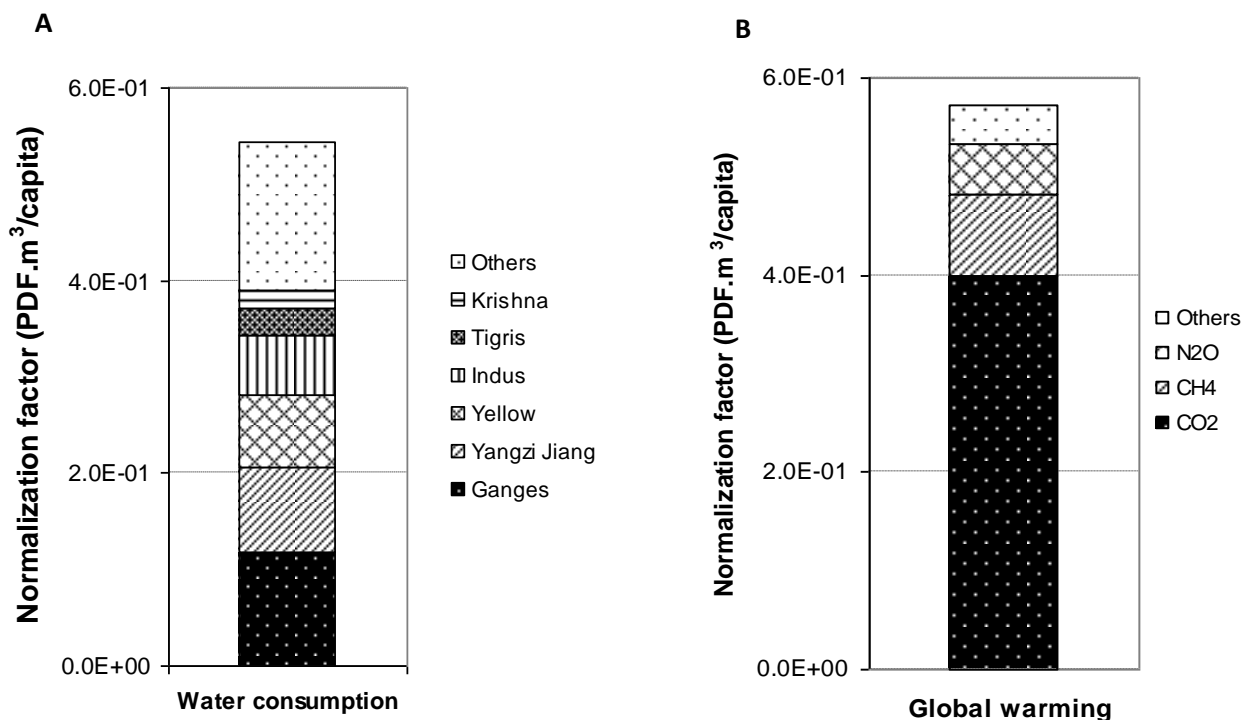 A
Normalization factor (PDF.m³/capita)
6.0E-01
4.0E-01
2.0E-01
0.0E+00
Water consumption
Others
Krishna
Tigris
Indus
Yellow
Yangzi Jiang
Ganges
B
Normalization factor (PDF.m³/capita)
6.0E-01
4.0E-01
2.0E-01
0.0E+00
Global warming
Others
N2O
CH4
CO2